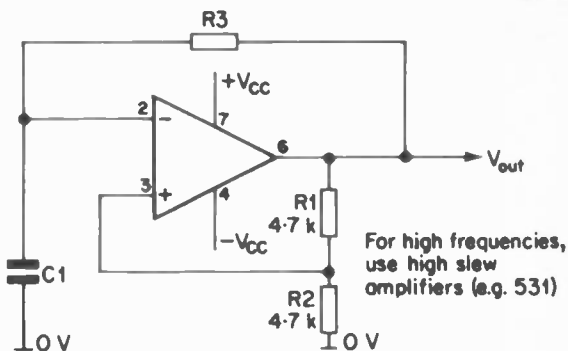 R3
+VCC
2
-
7
6
Vout
3
+
4
R1
4·7 k
-VCC
For high frequencies,
use high slew
amplifiers (e.g. 531)
C1
R2
4·7 k
0 V
0 V